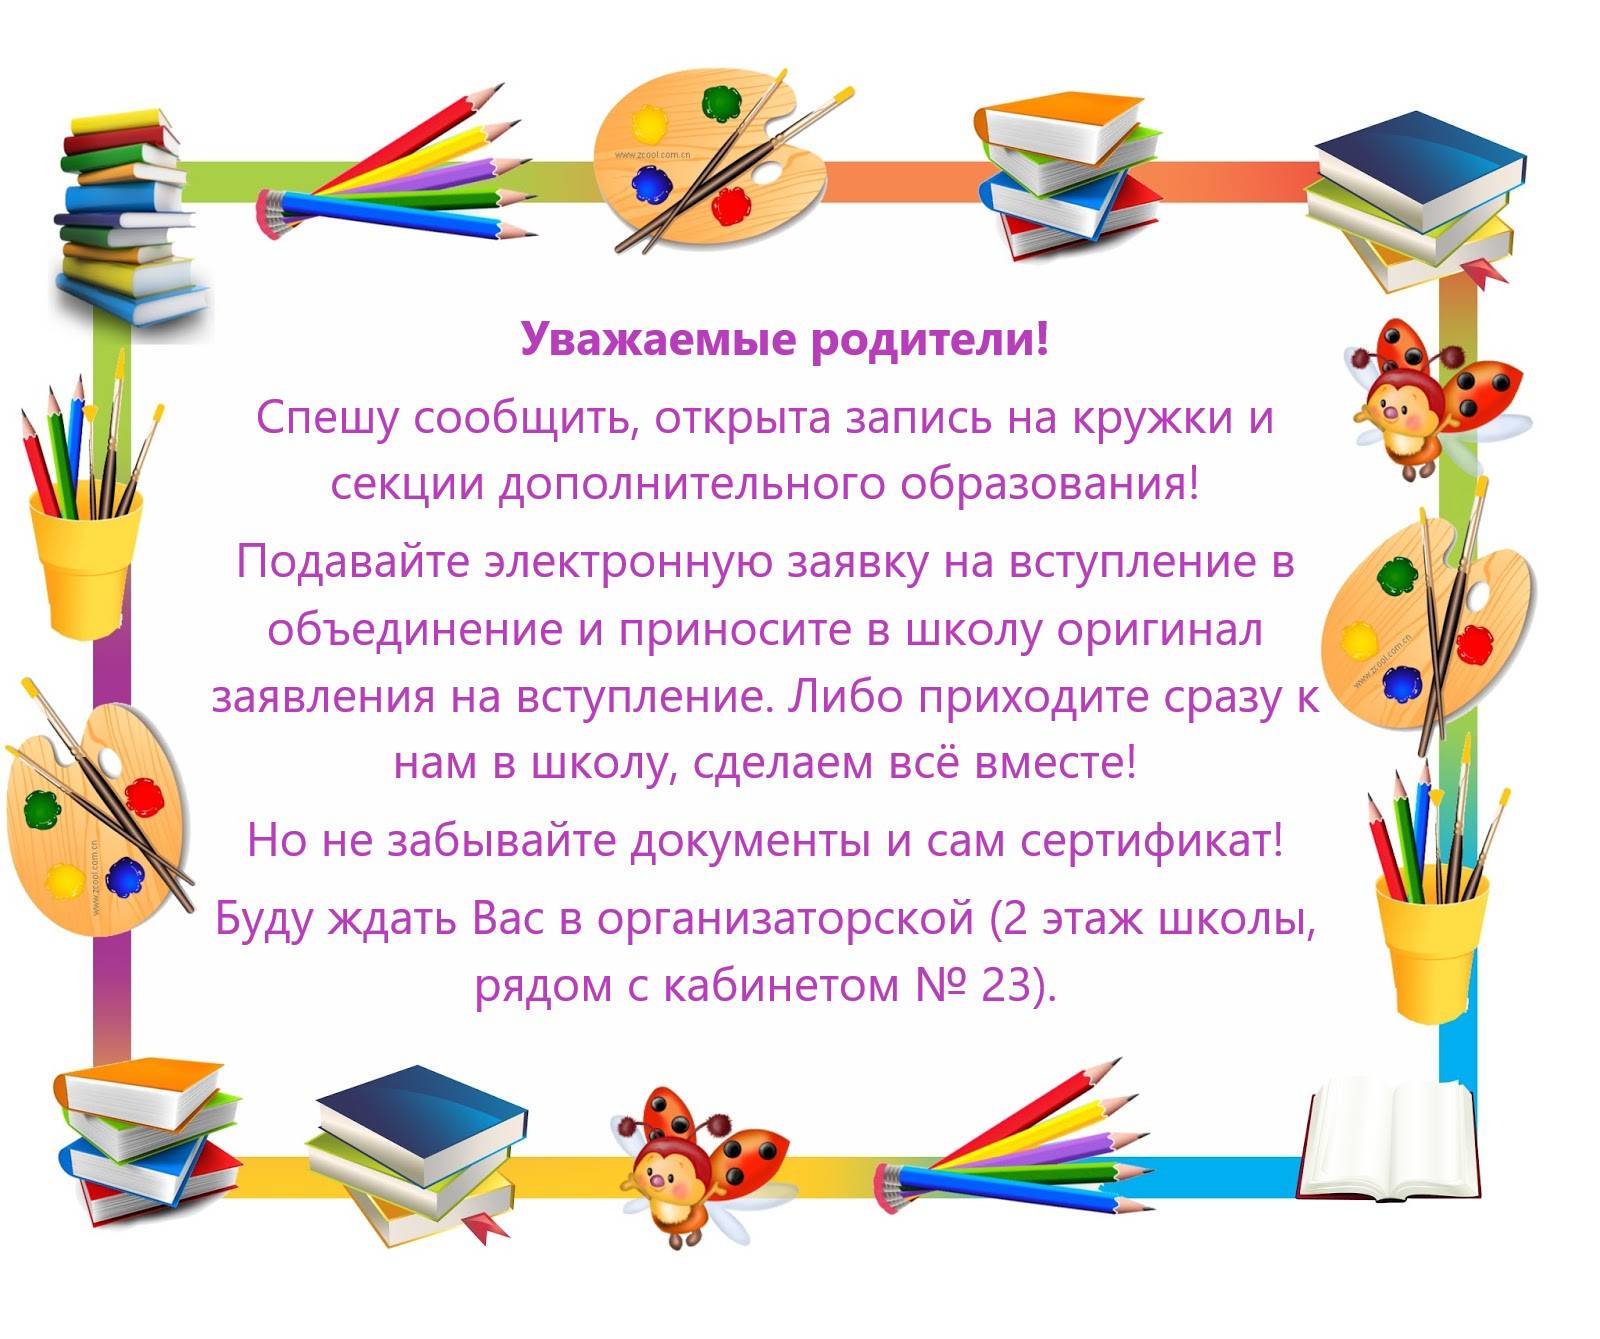 Уважаемые родители!
Спешу сообщить, открыта запись на кружки и
секции дополнительного образования!
Подавайте электронную заявку на вступление в
объединение и приносите в школу оригинал
заявления на вступление. Либо приходите сразу к
нам в школу, сделаем всё вместе!
Но не забывайте документы и сам сертификат!
Буду ждать Вас в организаторской (2 этаж школы,
рядом с кабинетом № 23).
www.zcool.com.cn
www.zcool.com.cn
www.zcool.com.cn